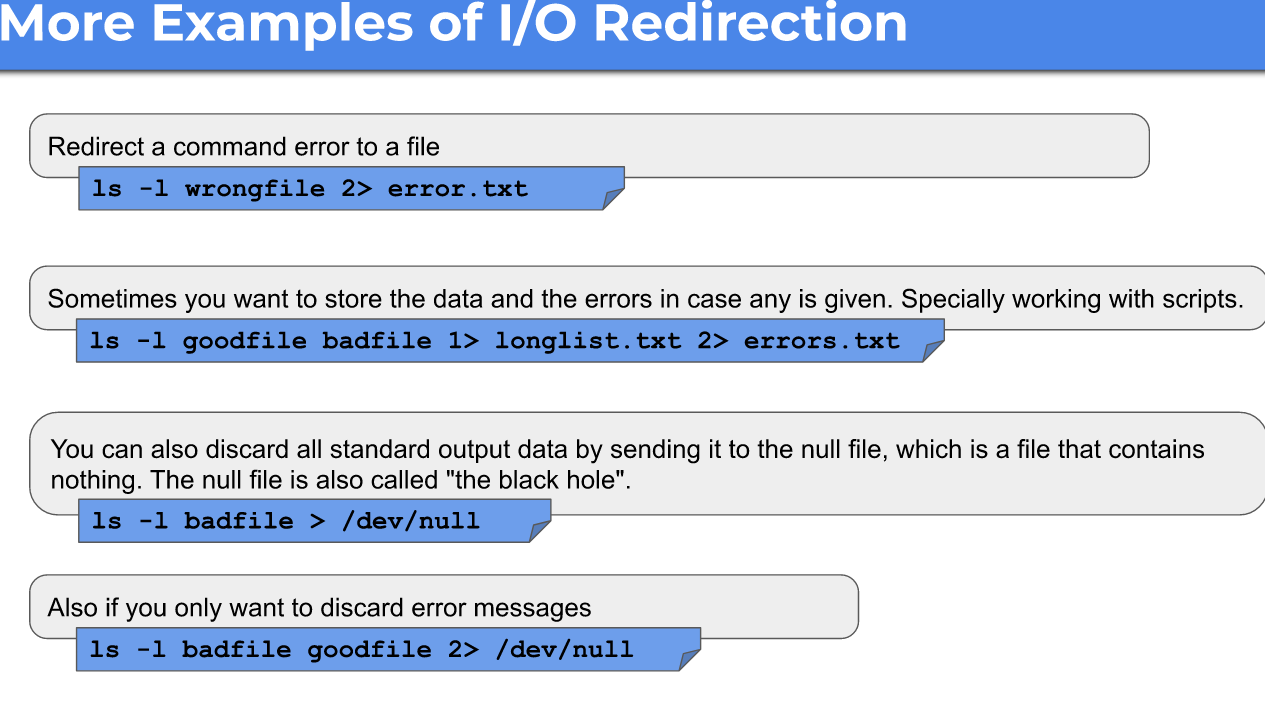 More Examples of I/O Redirection
Redirect a command error to a file
ls -l wrongfile 2> error.txt
Sometimes you want to store the data and the errors in case any is given. Specially working with scripts.
ls -l goodfile badfile 1> longlist.txt 2> errors.txt
You can also discard all standard output data by sending it to the null file, which is a file that contains
nothing. The null file is also called "the black hole".
ls -l badfile > /dev/null
Also if you only want to discard error messages
ls -l badfile goodfile 2> /dev/null